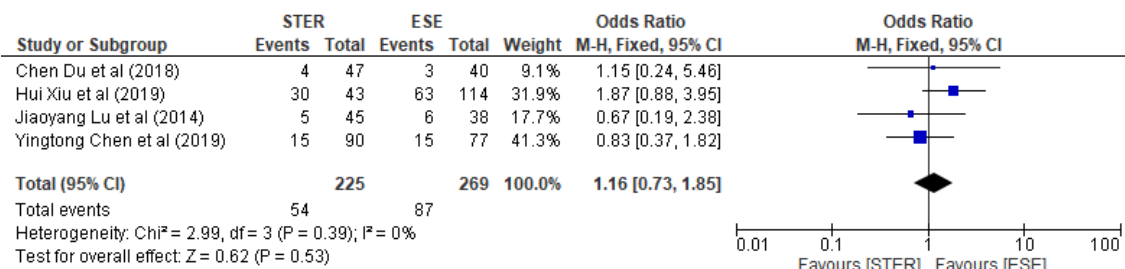 STER ESE Odds Ratio Odds Ratio
Study or Subgroup Events Total Events Total Weight M-H, Fixed, 95% CI M-H, Fixed, 95% CI
Chen Du et al (2018) 4 47 3 40 9.1% 1.15 [0.24, 5.46]
Hui Xiu et al (2019) 30 43 63 114 31.9% 1.87 [0.88, 3.95]
Jiaoyang Lu et al (2014) 5 45 6 38 17.7% 0.67 [0.19, 2.38]
Yingtong Chen et al (2019) 15 90 15 77 41.3% 0.83 [0.37, 1.82]
Total (95% CI) 225 269 100.0% 1.16 [0.73, 1.85]
Total events 54 87
Heterogeneity: Chi² = 2.99, df = 3 (P = 0.39); I² = 0%
Test for overall effect: Z = 0.62 (P = 0.53)
0.01 0.1 1 10 100
Favours [STER] Favours [ESE]